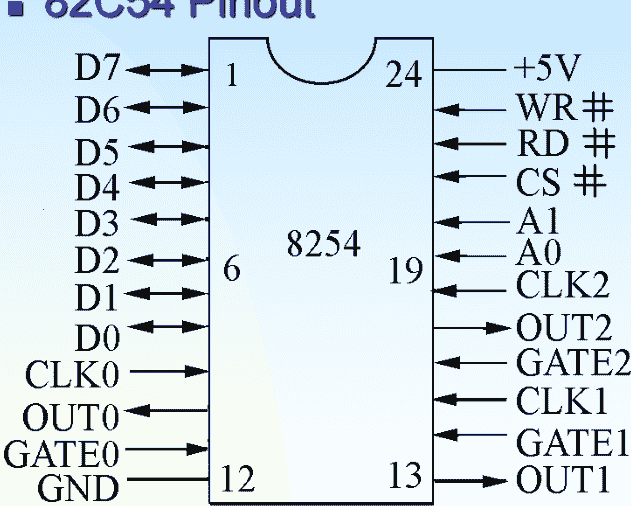 82C54 Pinout
D7 1 24 +5V
D6 WR#
D5 RD #
D4 CS #
D3 A1
D2 6 8254 19 A0
D1 CLK2
D0 OUT2
CLK0 GATE2
OUT0 CLK1
GATE0 GATE1
GND 12 13 OUT1